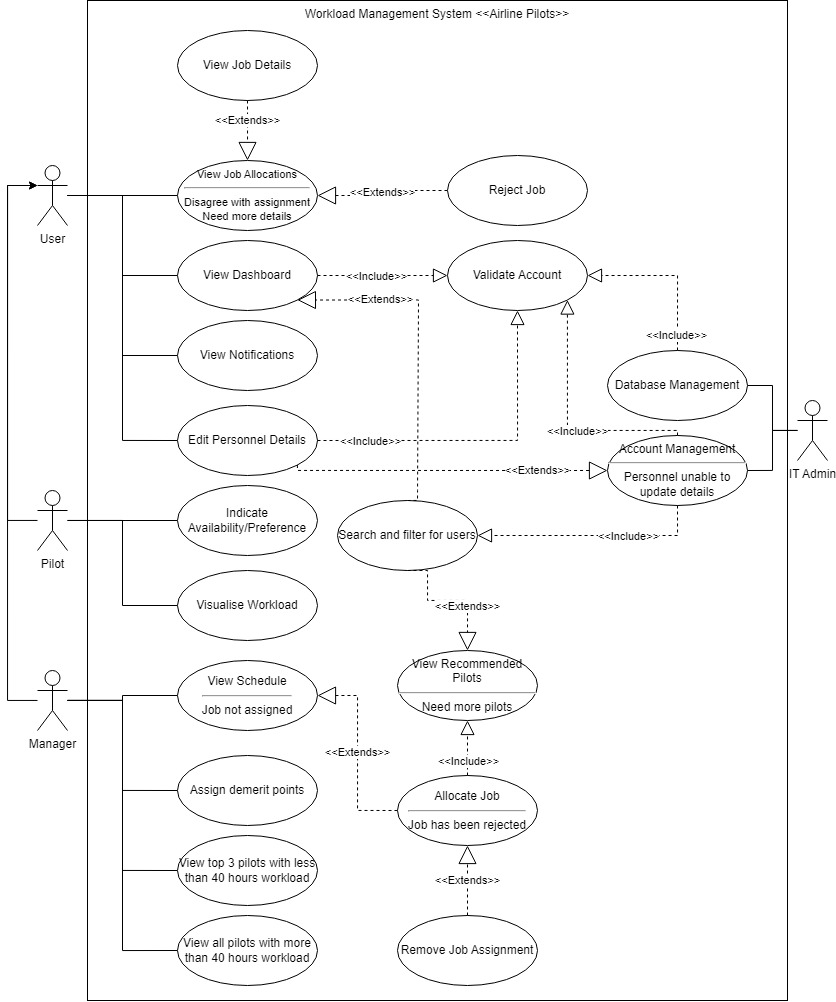 Workload Management System <<Airline Pilots>>
View Job Details
<<Extends>>
View Job Allocations
Disagree with assignment
Need more details
<<Extends>>
Reject Job
User
View Dashboard
<<Include>>
Validate Account
<<Extends>>
<<Include>>
View Notifications
Database Management
Edit Personnel Details
<<Include>>
<<Include>>
Account Management
Personnel unable to
update details
<<Extends>>
IT Admin
Indicate
Availability/Preference
Search and filter for users
<<Include>>
Pilot
Visualise Workload
<<Extends>>
View Recommended
Pilots
Need more pilots
View Schedule
Job not assigned
Manager
<<Extends>>
<<Include>>
Assign demerit points
Allocate Job
Job has been rejected
View top 3 pilots with less
than 40 hours workload
<<Extends>>
View all pilots with more
than 40 hours workload
Remove Job Assignment